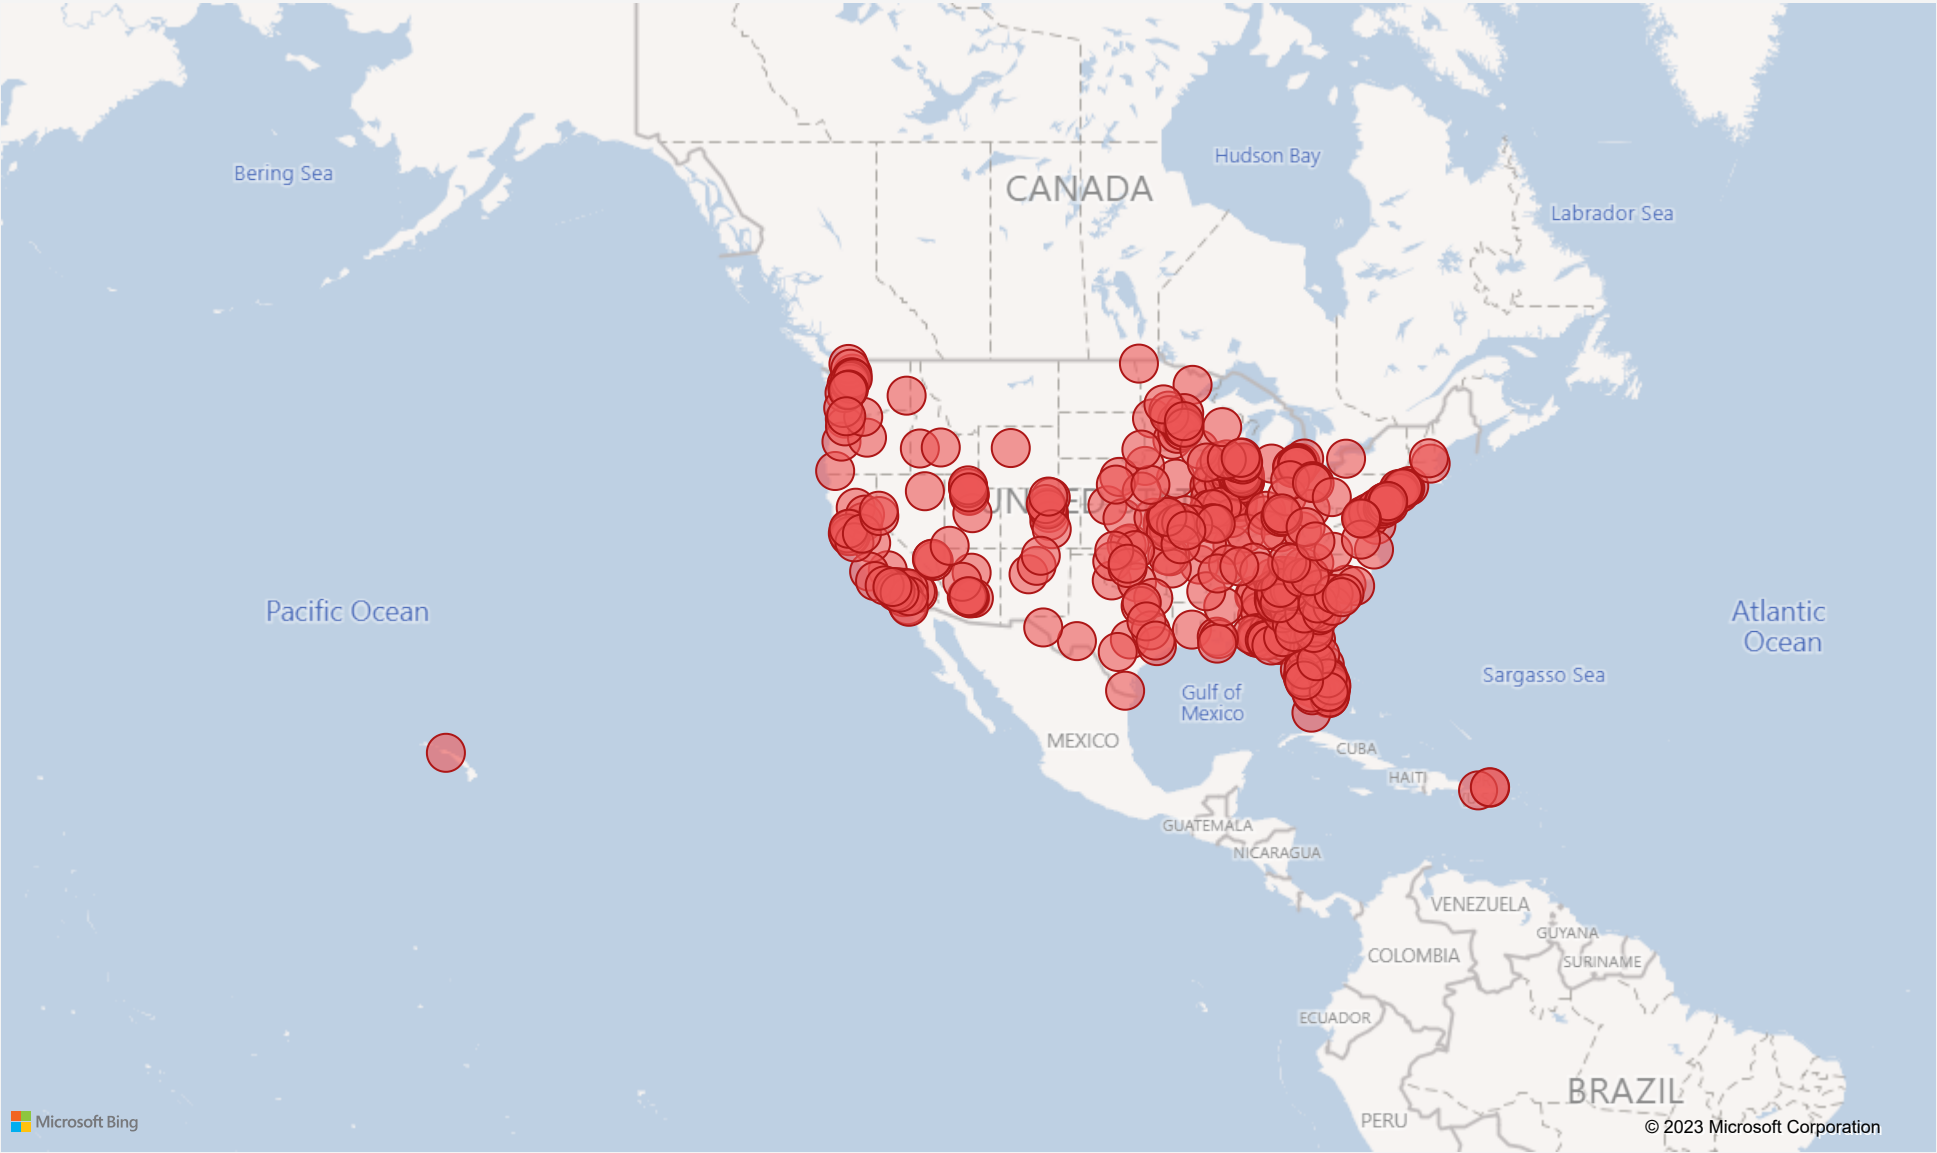 Hudson Bay
Bering Sea
CANADA
Labrador Sea
UNITED
Pacific Ocean
Atlantic
Ocean
Sargasso Sea
Gulf of
Mexico
MEXICO
CUBA
HAITI
GUATEMALA
NICARAGUA
VENEZUELA
GUYANA
COLOMBIA
SURINAME
ECUADOR
BRAZIL
PERU
Microsoft Bing
© 2023 Microsoft Corporation